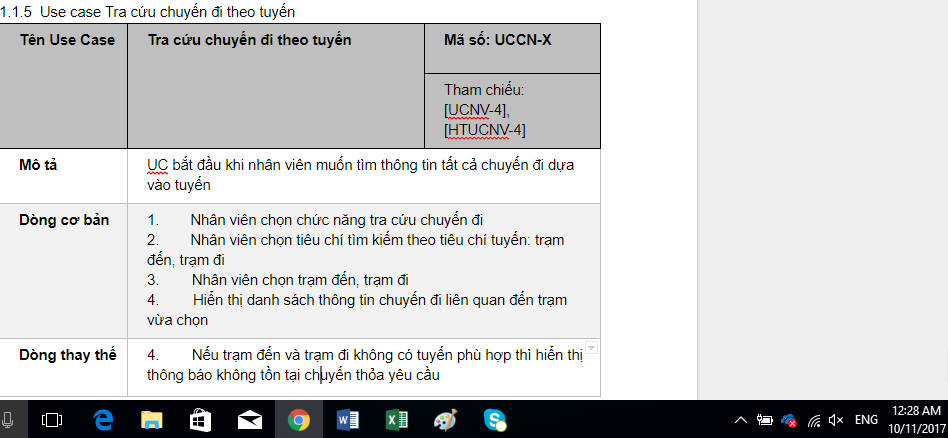 1.1.5 Use case Tra cứu chuyến đi theo tuyến
Tên Use Case
Tra cứu chuyến đi theo tuyến
Mã số: UCCN-X
Tham chiếu:
[UCNV-4],
[HTUCNV-4]
Mô tả
UC bắt đầu khi nhân viên muốn tìm thông tin tất cả chuyến đi dựa
vào tuyến
Dòng cơ bản
1. Nhân viên chọn chức năng tra cứu chuyến đi
2. Nhân viên chọn tiêu chí tìm kiếm theo tiêu chí tuyến: trạm
đến, trạm đi
3. Nhân viên chọn trạm đến, trạm đi
4. Hiển thị danh sách thông tin chuyến đi liên quan đến trạm
vừa chọn
Dòng thay thế
4. Nếu trạm đến và trạm đi không có tuyến phù hợp thì hiển thị
thông báo không tồn tại chuyến thỏa yêu cầu
ENG
12:28 AM
10/11/2017